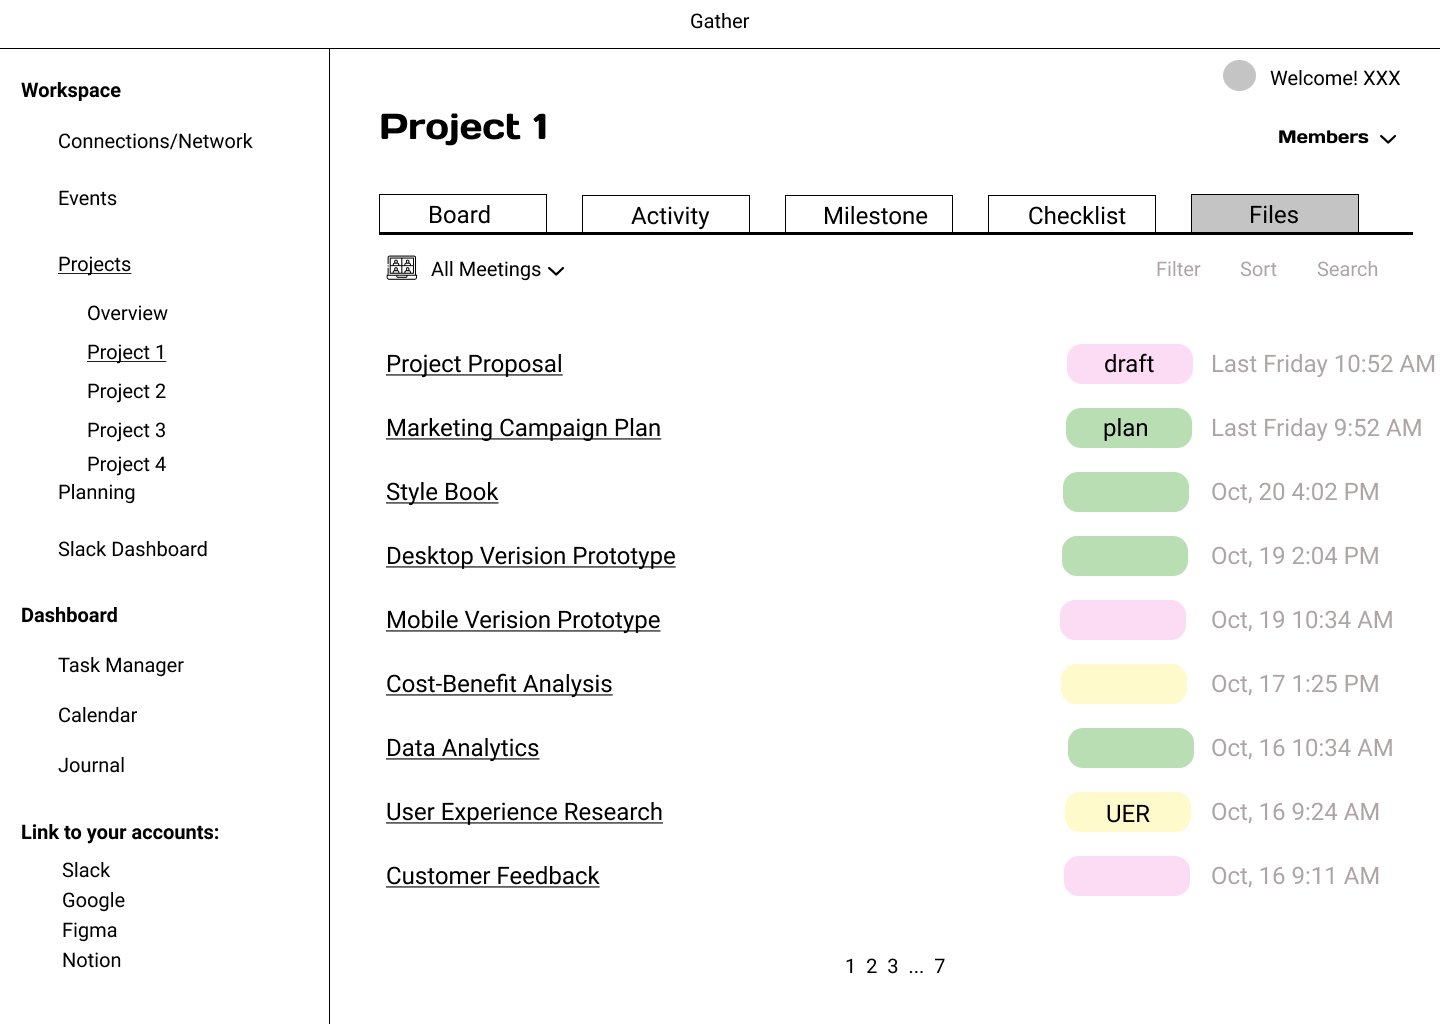 Gather
Workspace
Connections/Network
Events
Projects
Overview
Project 1
Project 2
Project 3
Project 4
Planning
Slack Dashboard
Dashboard
Task Manager
Calendar
Journal
Link to your accounts:
Slack
Google
Figma
Notion
Welcome! XXX
Project 1
Members
Board Activity Milestone Checklist Files
All Meetings Filter Sort Search
Project Proposal draft Last Friday 10:52 AM
Marketing Campaign Plan plan Last Friday 9:52 AM
Style Book Oct, 20 4:02 PM
Desktop Verision Prototype Oct, 19 2:04 PM
Mobile Verision Prototype Oct, 19 10:34 AM
Cost-Benefit Analysis Oct, 17 1:25 PM
Data Analytics Oct, 16 10:34 AM
User Experience Research UER Oct, 16 9:24 AM
Customer Feedback Oct, 16 9:11 AM
1 2 3 ... 7